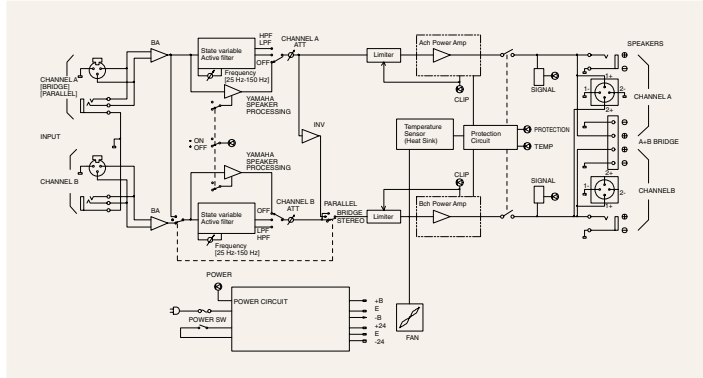 HPF
LPF
OFF
CHANNEL A
ATT
BA
State variable
Active filter
Frequency
[25 Hz-150 Hz]
YAMAHA
SPEAKER
PROCESSING
CHANNEL A
[BRIDGE]
[PARALLEL]
INPUT
ON
OFF
INV
Limiter
Ach Power Amp
CLIP
SIGNAL
SPEAKERS
1+
1-
2-
2+
CHANNEL A
Temperature
Sensor
(Heat Sink)
Protection
Circuit
PROTECTION
TEMP
A+B BRIDGE
CHANNEL B
BA
YAMAHA
SPEAKER
PROCESSING
State variable
Active filter
OFF
LPF
HPF
Frequency
[25 Hz-150 Hz]
CHANNEL B
ATT
PARALLEL
BRIDGE
STEREO
Limiter
CLIP
Bch Power Amp
SIGNAL
2+
1-
2-
1+
CHANNELB
POWER
POWER CIRCUIT
POWER SW
+B
E
-B
+24
E
-24
FAN